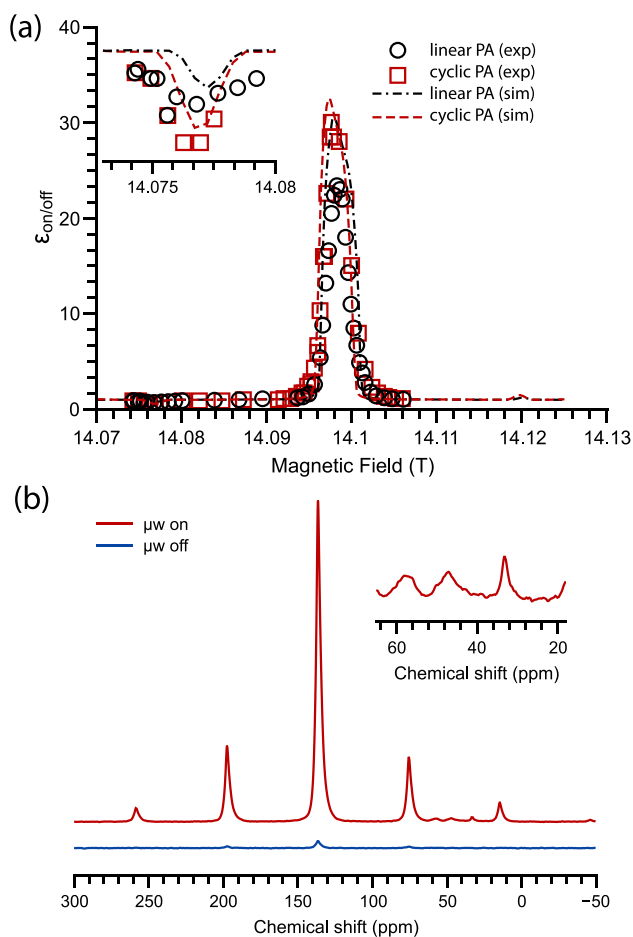 (a)
40
30
20
10
0
ε on/off
14.075 14.08
linear PA (exp)
cyclic PA (exp)
linear PA (sim)
cyclic PA (sim)
14.07 14.08 14.09 14.1 14.11 14.12 14.13
Magnetic Field (T)
(b)
μw on
μw off
60 40 20
Chemical shift (ppm)
300 250 200 150 100 50 0 −50
Chemical shift (ppm)